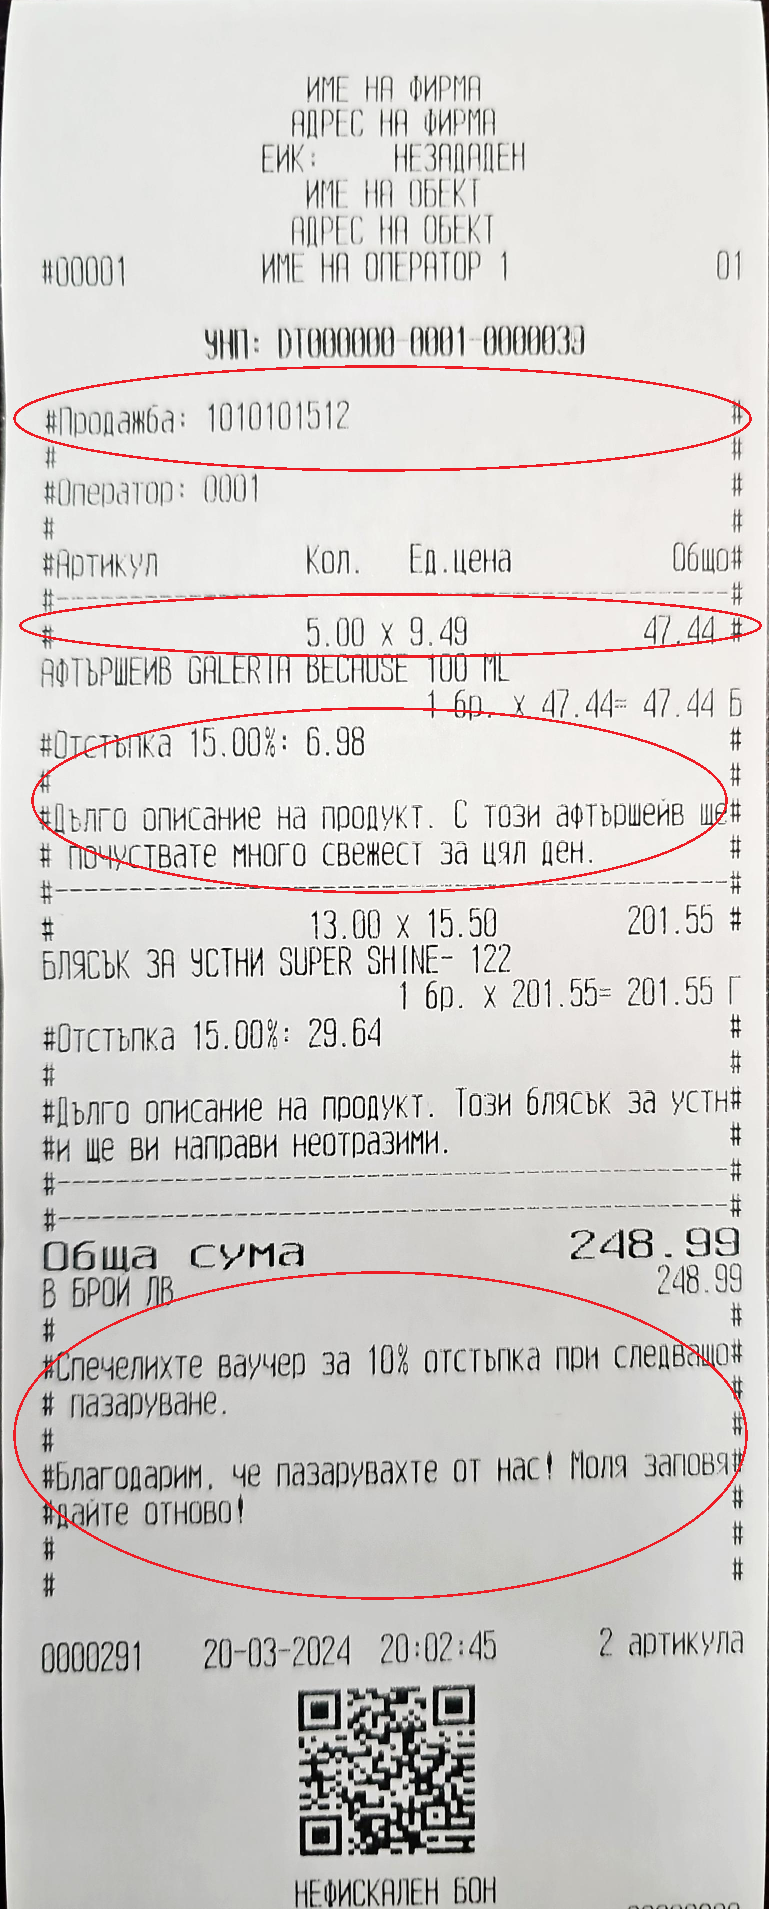 ИМЕ НА ФИРМА
АДРЕС НА ФИРМА
ЕИК: НЕЗАДАДЕН
ИМЕ НА ОБЕКТ
АДРЕС НА ОБЕКТ
#00001 ИМЕ НА ОПЕРАТОР 1 01
УНП: DT000000-0001-0000039
#Продажба: 1010101512 #
# #
#Оператор: 0001 #
# #
#Артикул Кол. Ед.цена Общо#
#----------------------------------------------#
# 5.00 x 9.49 47.44 #
АФТЪРШЕЙВ GALERIA BECAUSE 100 ML
1 бр. x 47.44= 47.44 Б
#Отстъпка 15.00%: 6.98 #
# #
#Дълго описание на продукт. С този афтършейв ще#
# почуствате много свежест за цял ден. #
#----------------------------------------------#
# 13.00 x 15.50 201.55 #
БЛЯСЪК ЗА УСТНИ SUPER SHINE- 122
1 бр. x 201.55= 201.55 Г
#Отстъпка 15.00%: 29.64 #
# #
#Дълго описание на продукт. Този блясък за устн#
#и ще ви направи неотразими. #
#----------------------------------------------#
#----------------------------------------------#
Обща сума 248.99
В БРОЙ ЛВ 248.99
# #
#Спечелихте ваучер за 10% отстъпка при следващо#
# пазаруване. #
# #
#Благодарим, че пазарувахте от нас! Моля заповя#
#дайте отново! #
# #
# #
0000291 20-03-2024 20:02:45 2 артикула
НЕФИСКАЛЕН БОН